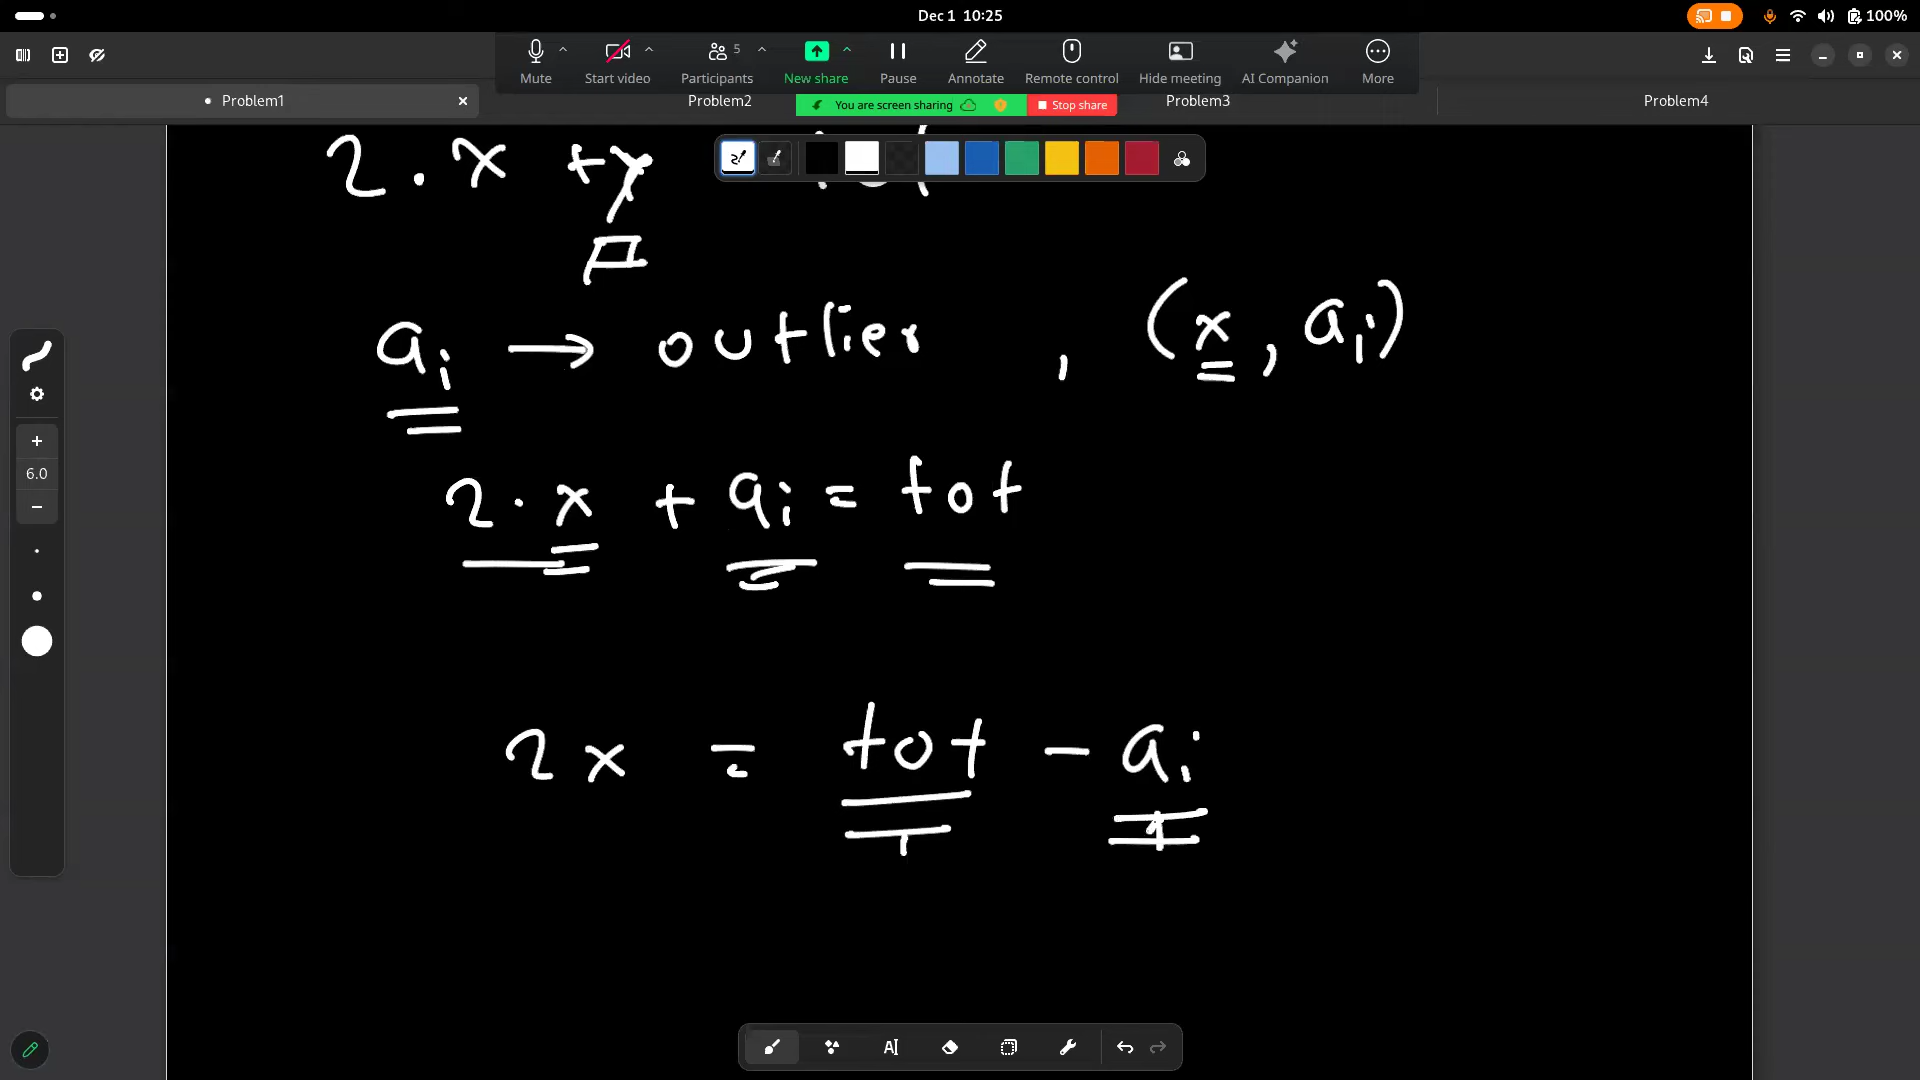 Dec 1 10:25
100%
Mute
Start video
Participants
5
New share
Pause
Annotate
Remote control
Hide meeting
AI Companion
More
Problem1
Problem2
You are screen sharing
Stop share
Problem3
Problem4
2 . x + y
ai → outlier , (x, ai)
2 . x + ai = tot
6.0
2x = tot - ai